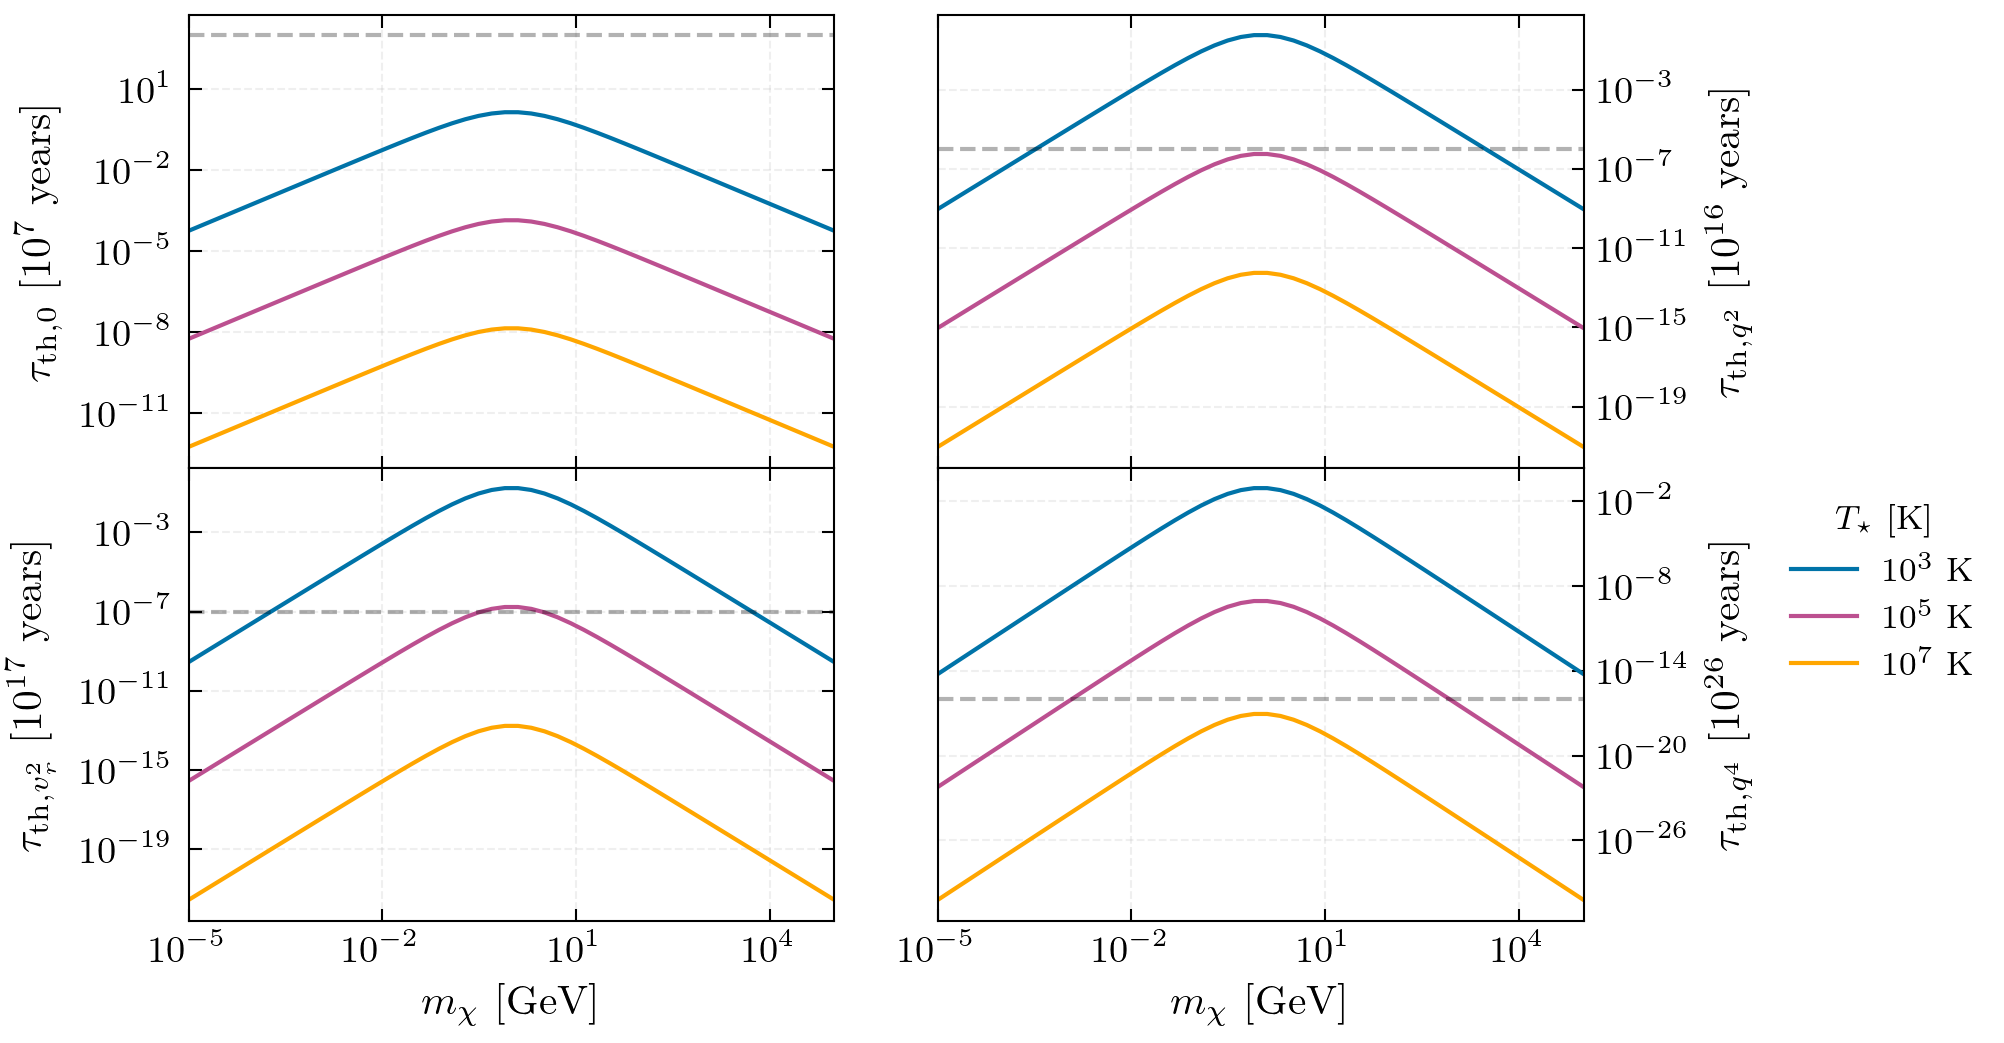 10^1
10^−2
10^−5
10^−8
10^−11
τ_th,0 [10^7 years]
10^−3
10^−7
10^−11
10^−15
10^−19
τ_th,q^2 [10^16 years]
10^−3
10^−7
10^−11
10^−15
10^−19
τ_th,v_r^2 [10^17 years]
10^−2
10^−8
10^−14
10^−20
10^−26
τ_th,q^4 [10^26 years]
10^−5 10^−2 10^1 10^4
m_χ [GeV]
10^−5 10^−2 10^1 10^4
m_χ [GeV]
T_⋆ [K]
10^3 K
10^5 K
10^7 K